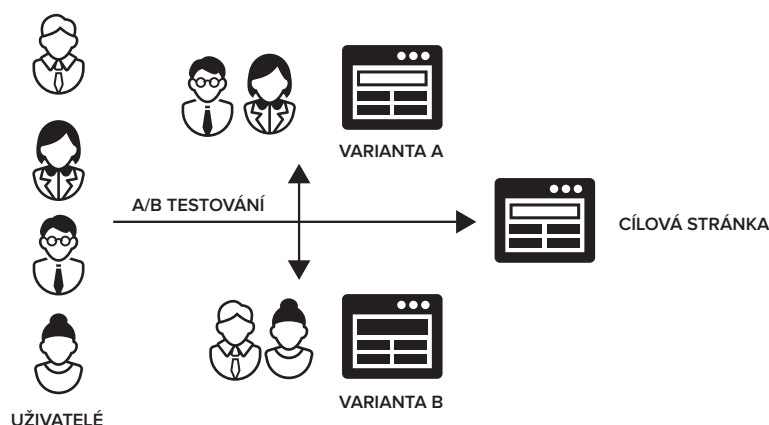 VARIANTA A
A/B TESTOVÁNÍ
CÍLOVÁ STRÁNKA
VARIANTA B
UŽIVATELÉ